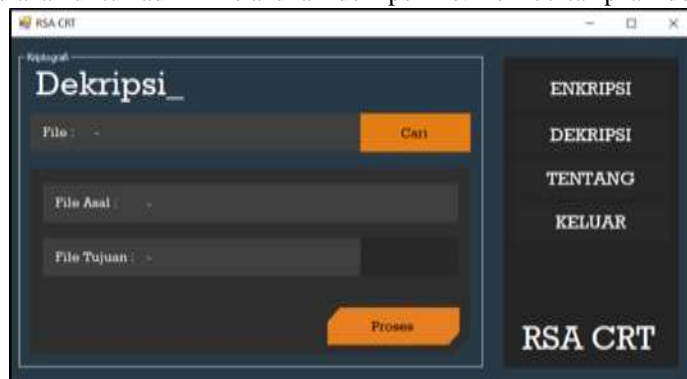 RSA CRT
Kriptografi
Dekripsi_
File : - Cari
File Asal : -
File Tujuan : -
Proses
ENKRIPSI
DEKRIPSI
TENTANG
KELUAR
RSA CRT